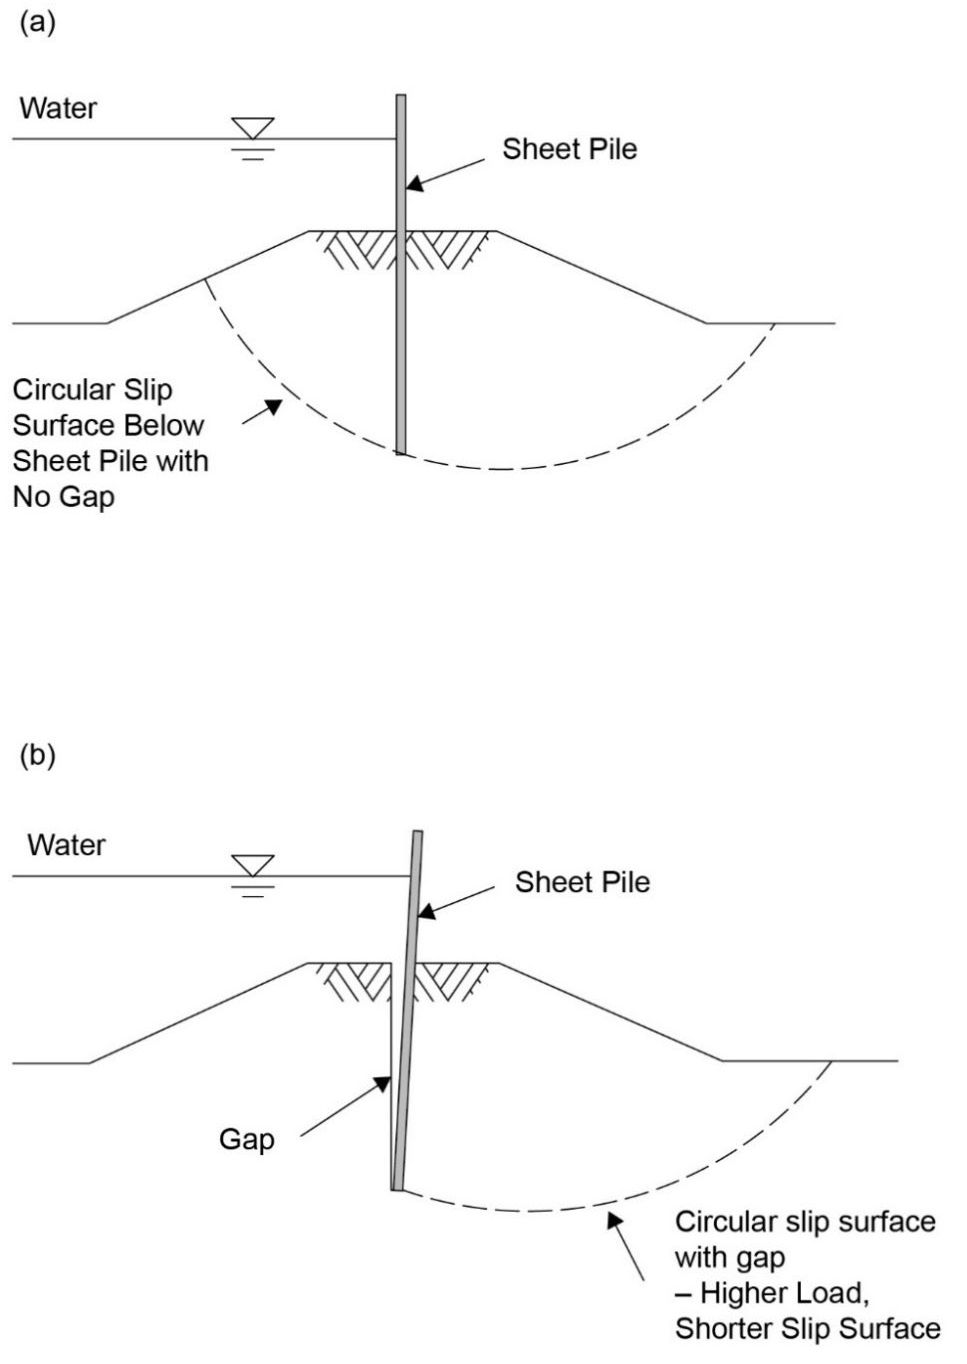 (a)
Water
Sheet Pile
Circular Slip
Surface Below
Sheet Pile with
No Gap
(b)
Water
Sheet Pile
Gap
Circular slip surface
with gap
– Higher Load,
Shorter Slip Surface